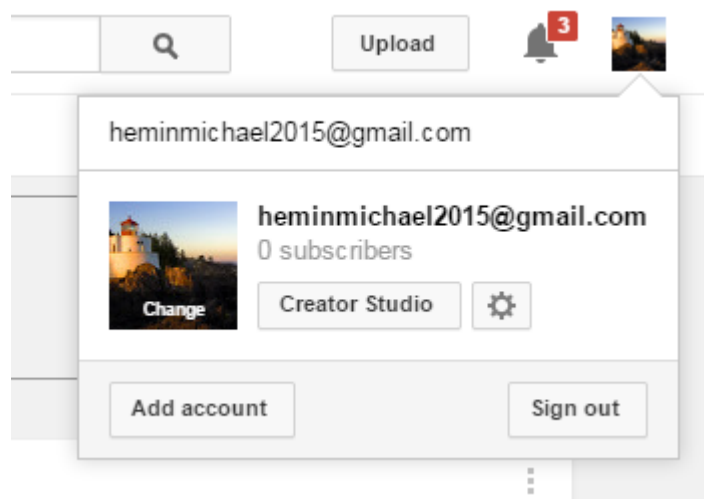 Upload
3
heminmichael2015@gmail.com
heminmichael2015@gmail.com
0 subscribers
Change
Creator Studio
Add account
Sign out